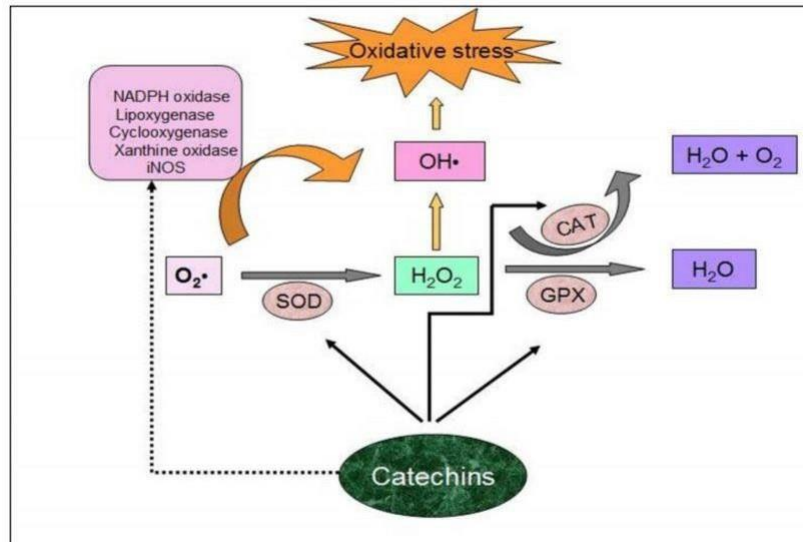 Oxidative stress
NADPH oxidase
Lipoxygenase
Cyclooxygenase
Xanthine oxidase
iNOS
OH•
H₂O + O₂
CAT
O₂•
SOD
H₂O₂
GPX
H₂O
Catechins